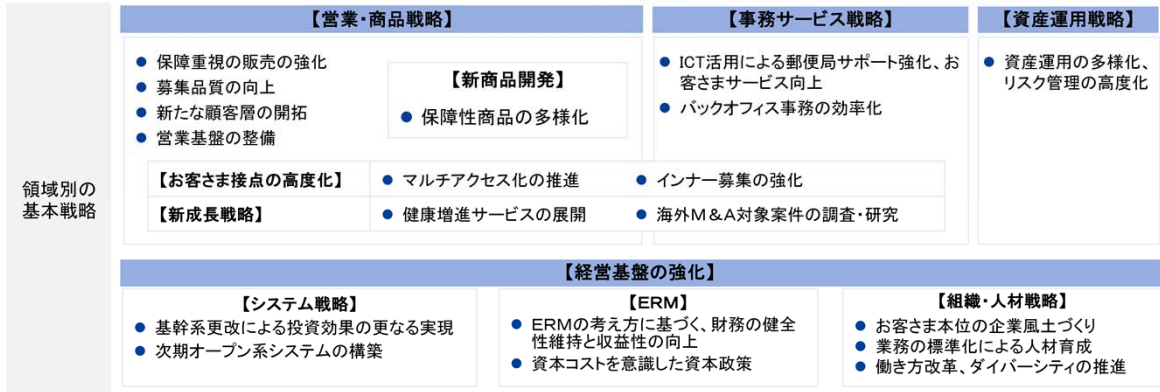 領域別の
基本戦略
【営業・商品戦略】
● 保障重視の販売の強化
● 募集品質の向上
● 新たな顧客層の開拓
● 営業基盤の整備
【新商品開発】
● 保障性商品の多様化
【事務サービス戦略】
● ICT活用による郵便局サポート強化、お
客さまサービス向上
● バックオフィス事務の効率化
【資産運用戦略】
● 資産運用の多様化、
リスク管理の高度化
【お客さま接点の高度化】 ● マルチアクセス化の推進 ● インナー募集の強化
【新成長戦略】 ● 健康増進サービスの展開 ● 海外M&A対象案件の調査・研究
【経営基盤の強化】
【システム戦略】
● 基幹系更改による投資効果の更なる実現
● 次期オープン系システムの構築
【ERM】
● ERMの考え方に基づく、財務の健全
性維持と収益性の向上
● 資本コストを意識した資本政策
【組織・人材戦略】
● お客さま本位の企業風土づくり
● 業務の標準化による人材育成
● 働き方改革、ダイバーシティの推進